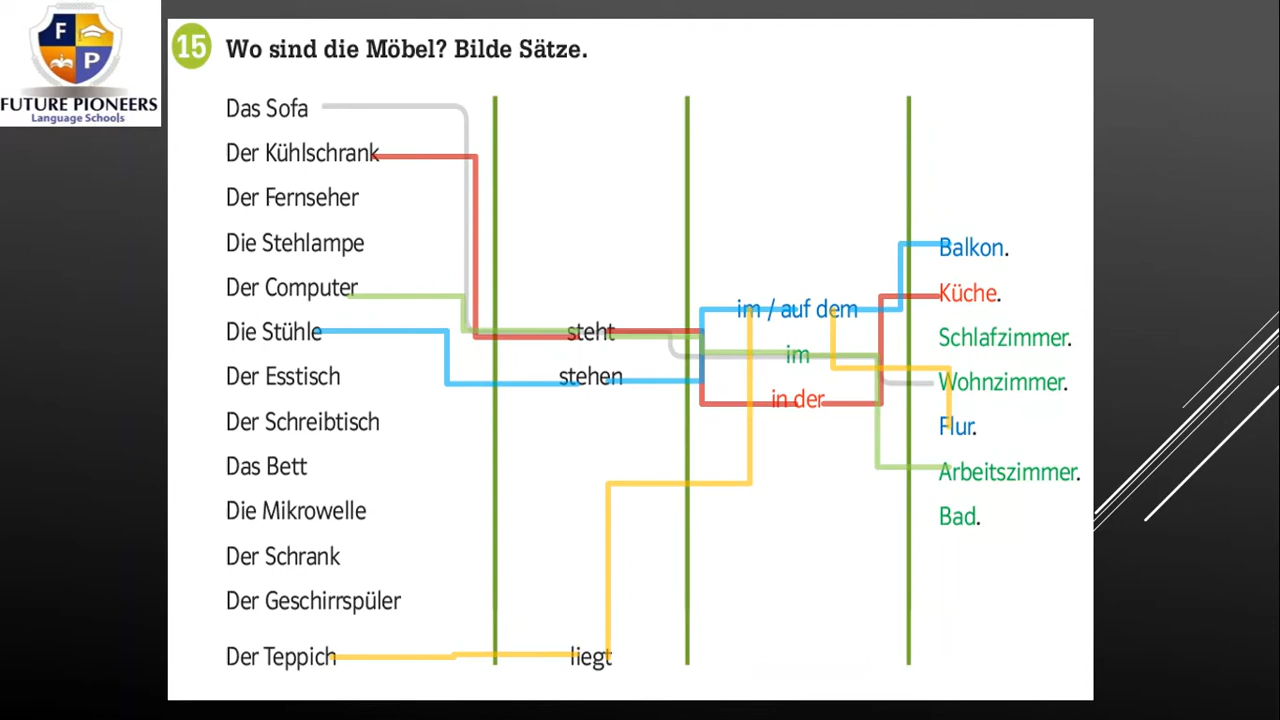 F
P
FUTURE PIONEERS
Language Schools
15 Wo sind die Möbel? Bilde Sätze.
Das Sofa
Der Kühlschrank
Der Fernseher
Die Stehlampe
Der Computer
Die Stühle
Der Esstisch
Der Schreibtisch
Das Bett
Die Mikrowelle
Der Schrank
Der Geschirrspüler
Der Teppich
steht
stehen
liegt
im / auf dem
im
in der
Balkon.
Küche.
Schlafzimmer.
Wohnzimmer.
Flur.
Arbeitszimmer.
Bad.